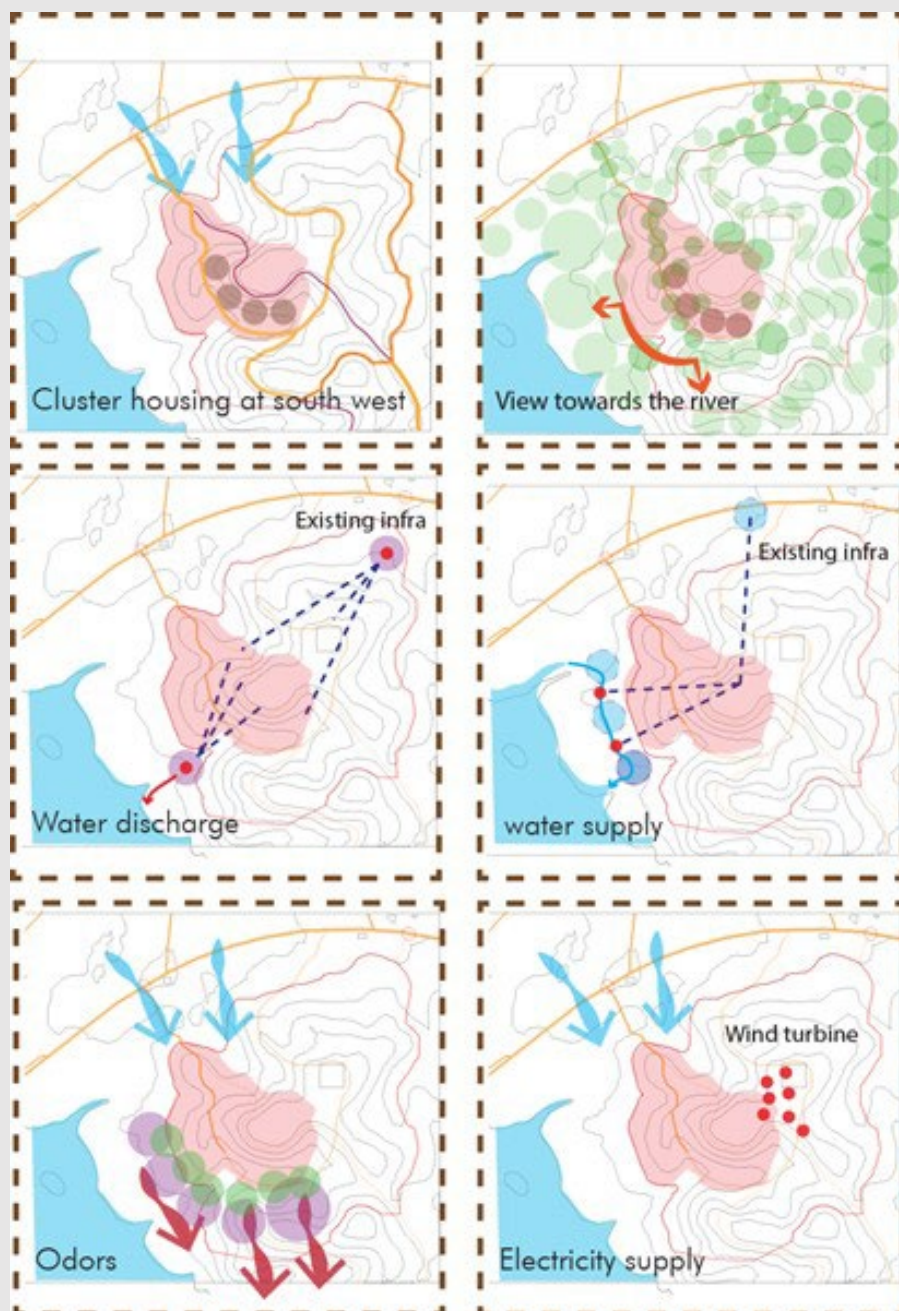 Cluster housing at south west
View towards the river
Existing infra
Water discharge
Existing infra
water supply
Odors
Wind turbine
Electricity supply